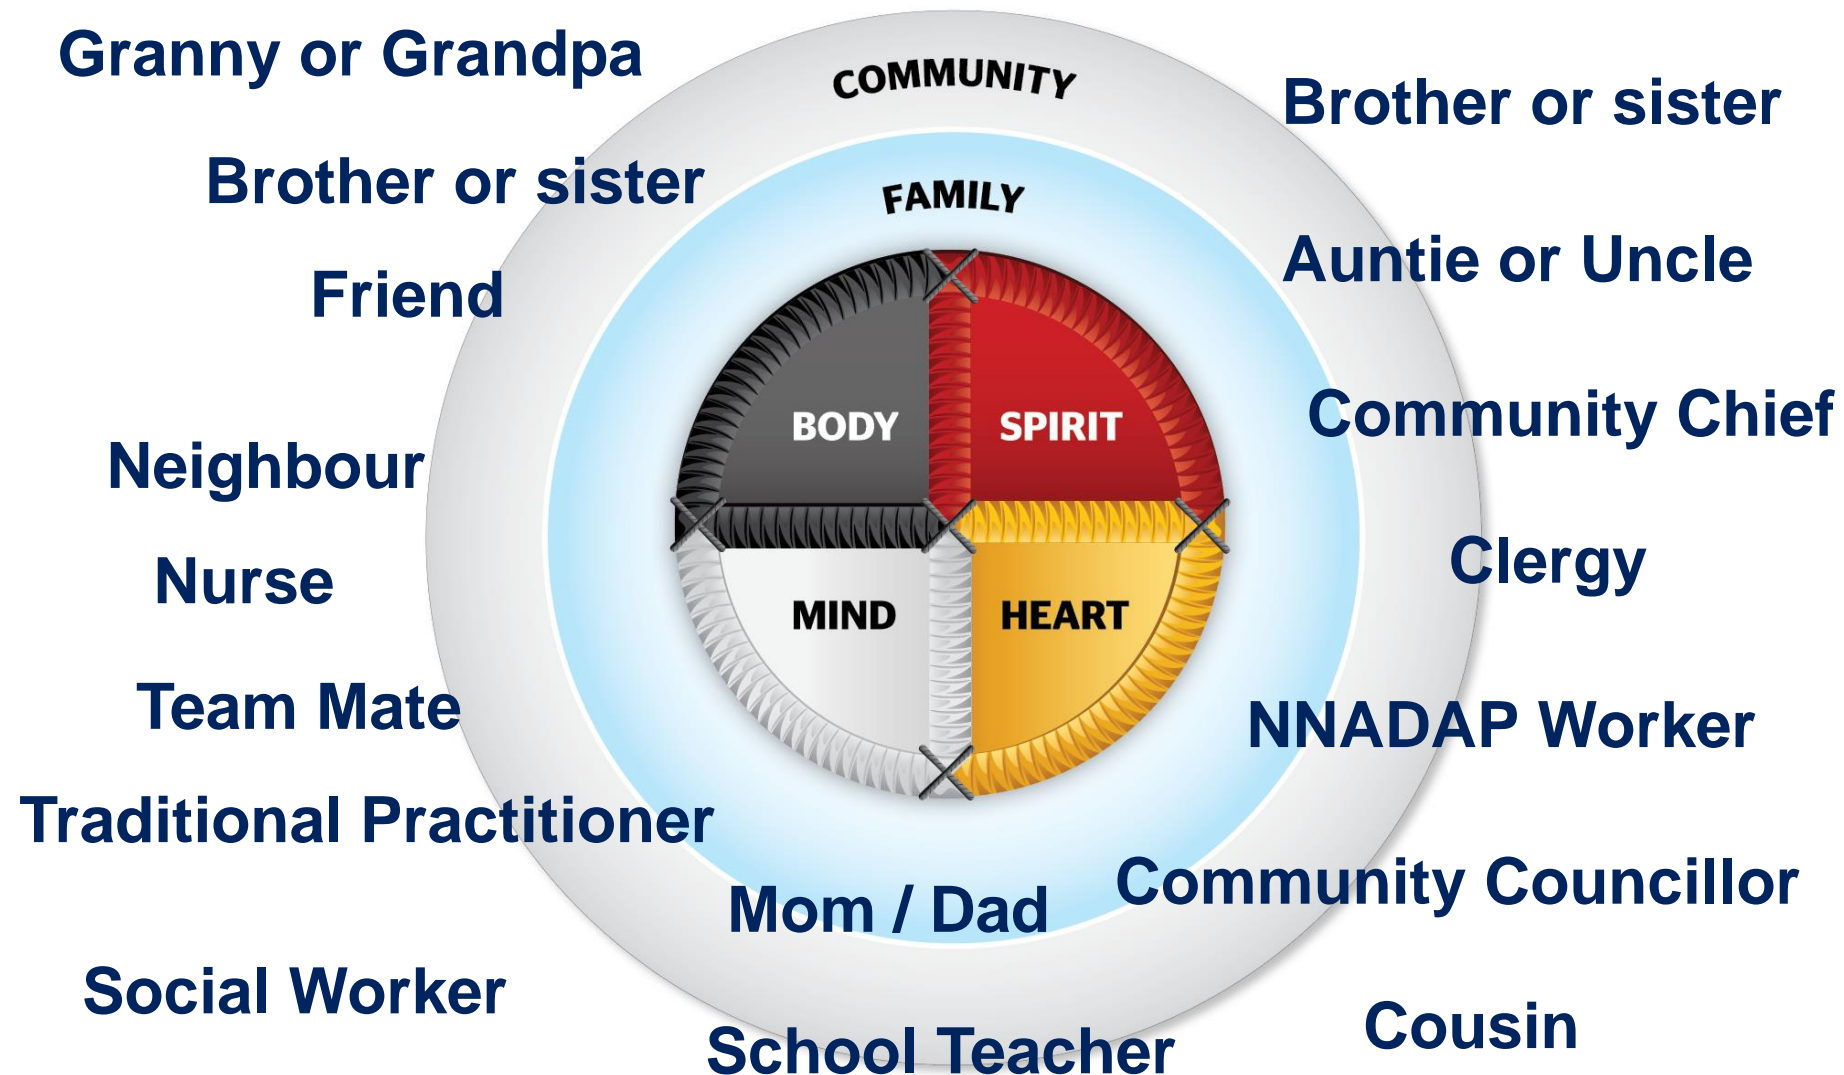 Granny or Grandpa
COMMUNITY
Brother or sister
Brother or sister
FAMILY
Auntie or Uncle
Friend
Community Chief
BODY
SPIRIT
Neighbour
Clergy
Nurse
MIND
HEART
Team Mate
NNADAP Worker
Traditional Practitioner
Community Councillor
Mom / Dad
Social Worker
Cousin
School Teacher